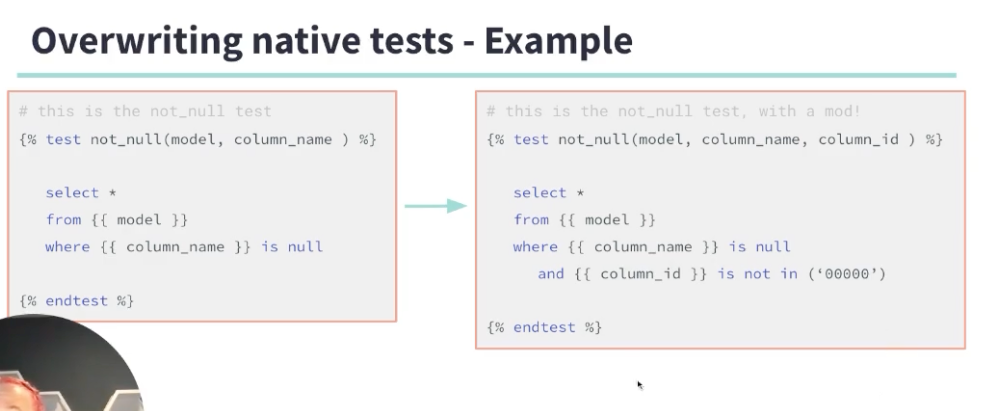 Overwriting native tests - Example
# this is the not_null test
{% test not_null(model, column_name ) %}
select *
from {{ model }}
where {{ column_name }} is null
{% endtest %}
# this is the not_null test, with a mod!
{% test not_null(model, column_name, column_id ) %}
select *
from {{ model }}
where {{ column_name }} is null
and {{ column_id }} is not in (‘00000’)
{% endtest %}